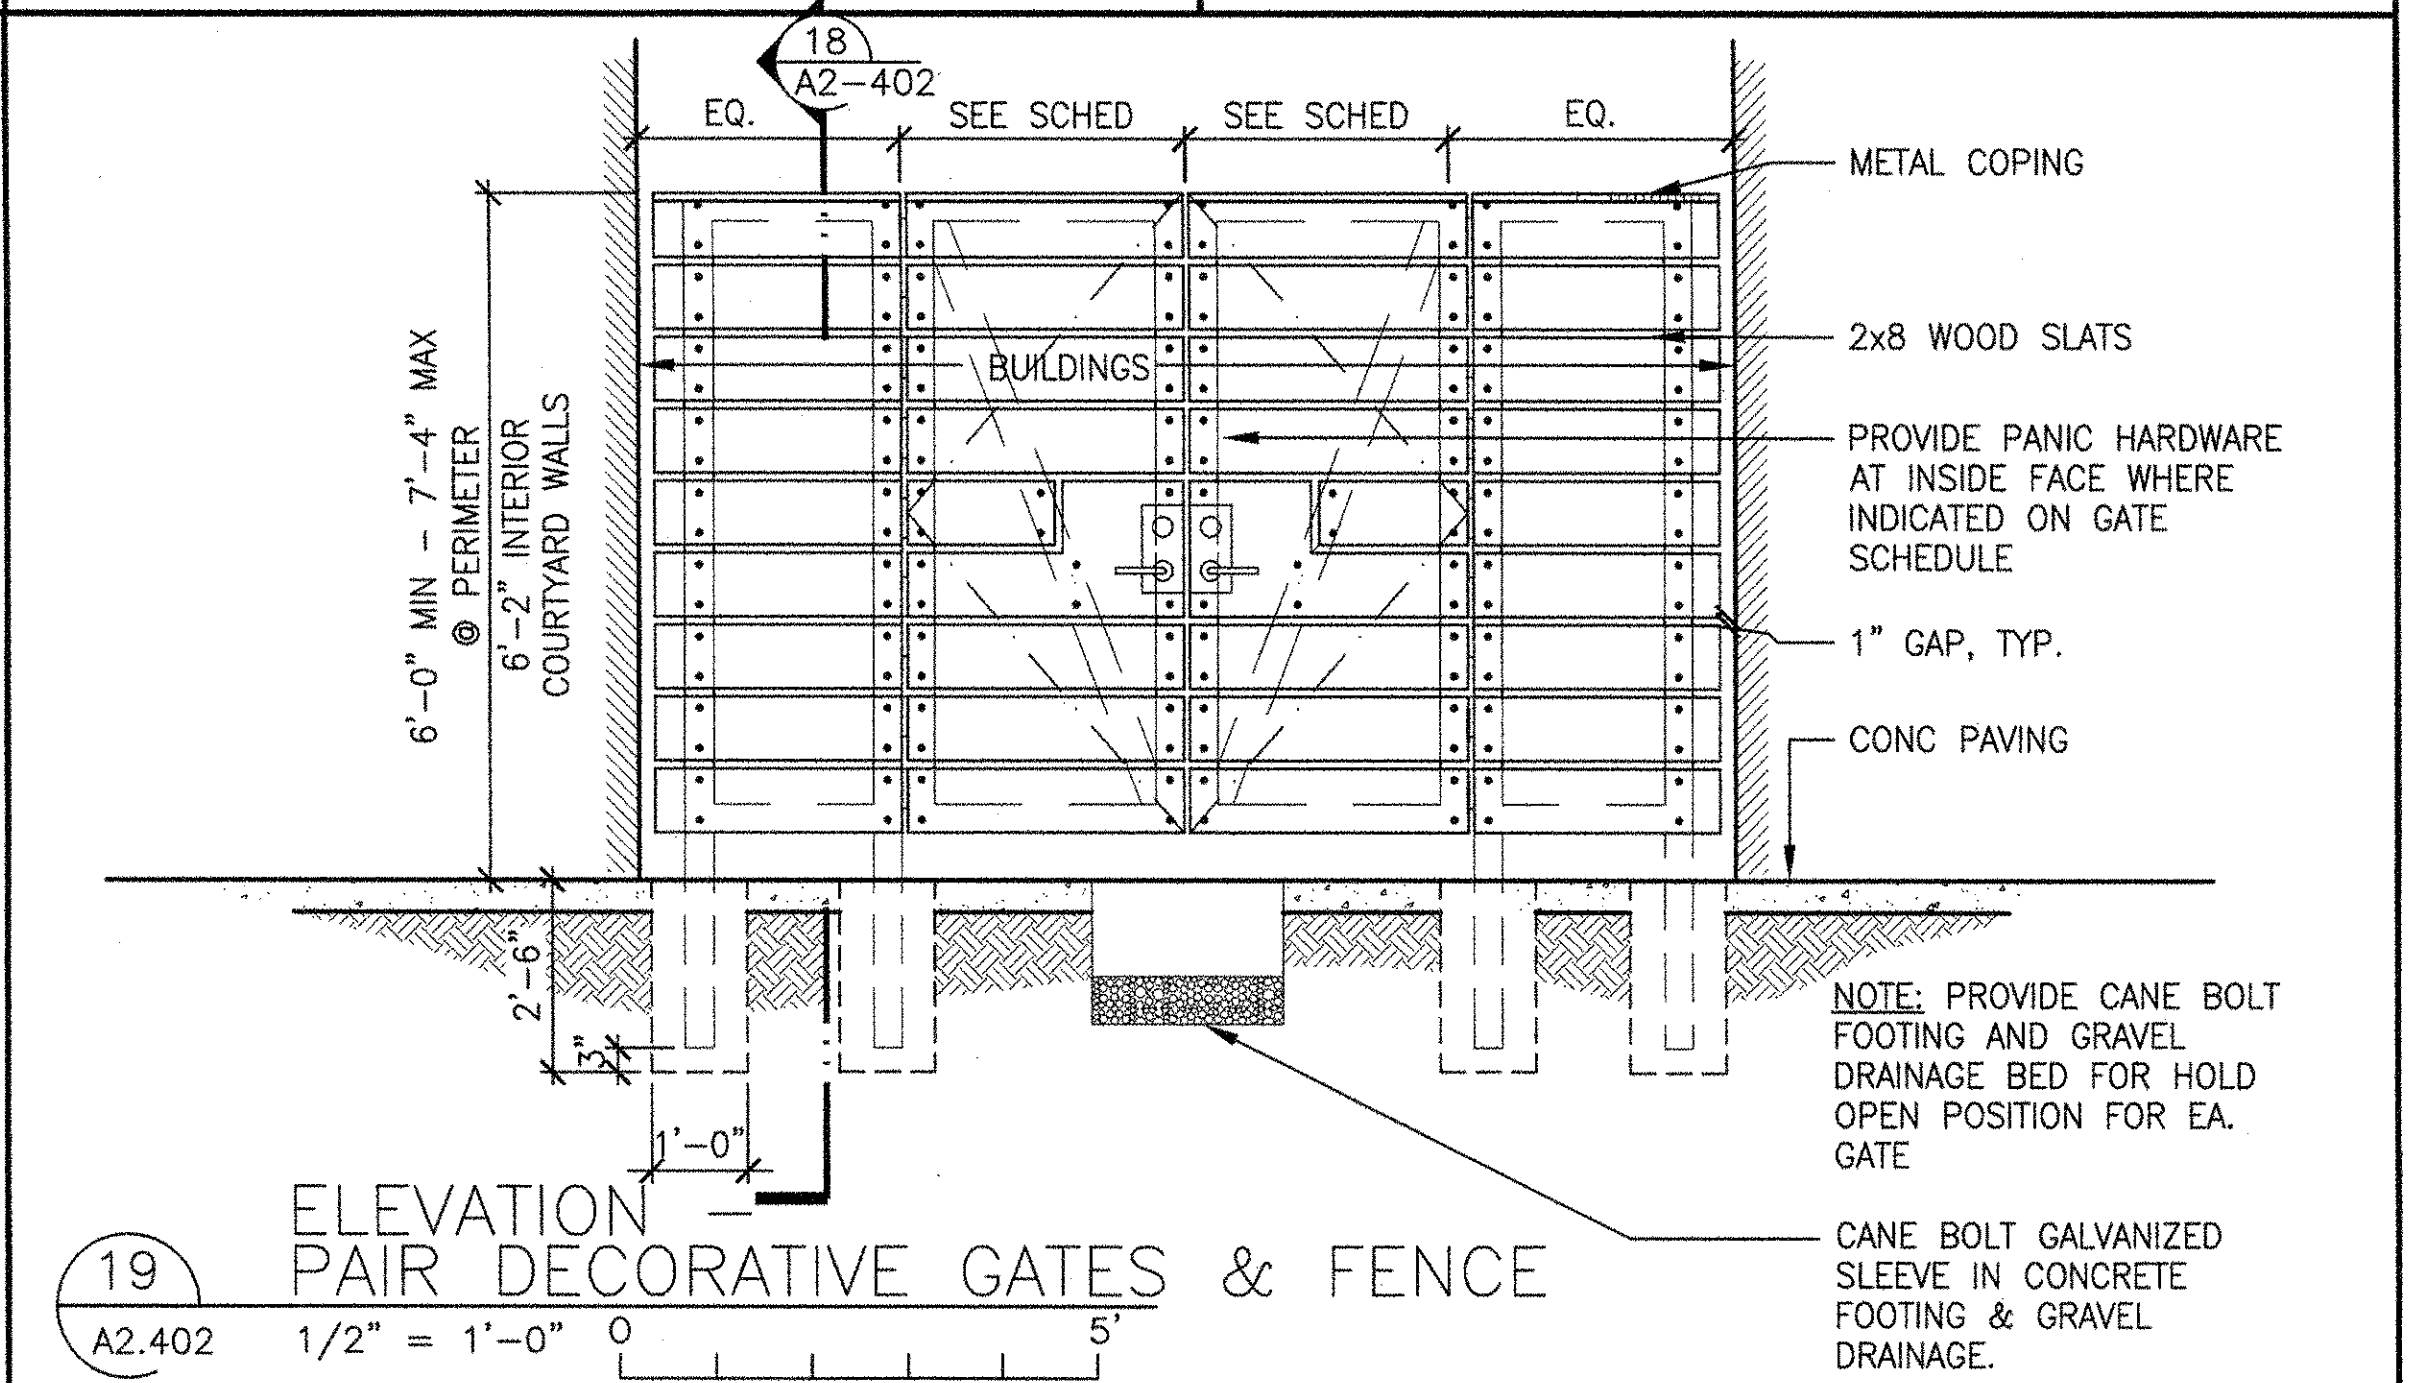 18
A2-402
EQ.
SEE SCHED
SEE SCHED
EQ.
METAL COPING
2x8 WOOD SLATS
BUILDINGS
PROVIDE PANIC HARDWARE
AT INSIDE FACE WHERE
INDICATED ON GATE
SCHEDULE
1" GAP, TYP.
CONC PAVING
6'-0" MIN - 7'-4" MAX
@ PERIMETER
6'-2" INTERIOR
COURTYARD WALLS
2'-6"
3"
1'-0"
NOTE: PROVIDE CANE BOLT
FOOTING AND GRAVEL
DRAINAGE BED FOR HOLD
OPEN POSITION FOR EA.
GATE
CANE BOLT GALVANIZED
SLEEVE IN CONCRETE
FOOTING & GRAVEL
DRAINAGE.
ELEVATION -
PAIR DECORATIVE GATES & FENCE
19
A2.402
1/2" = 1'-0"
0 5'